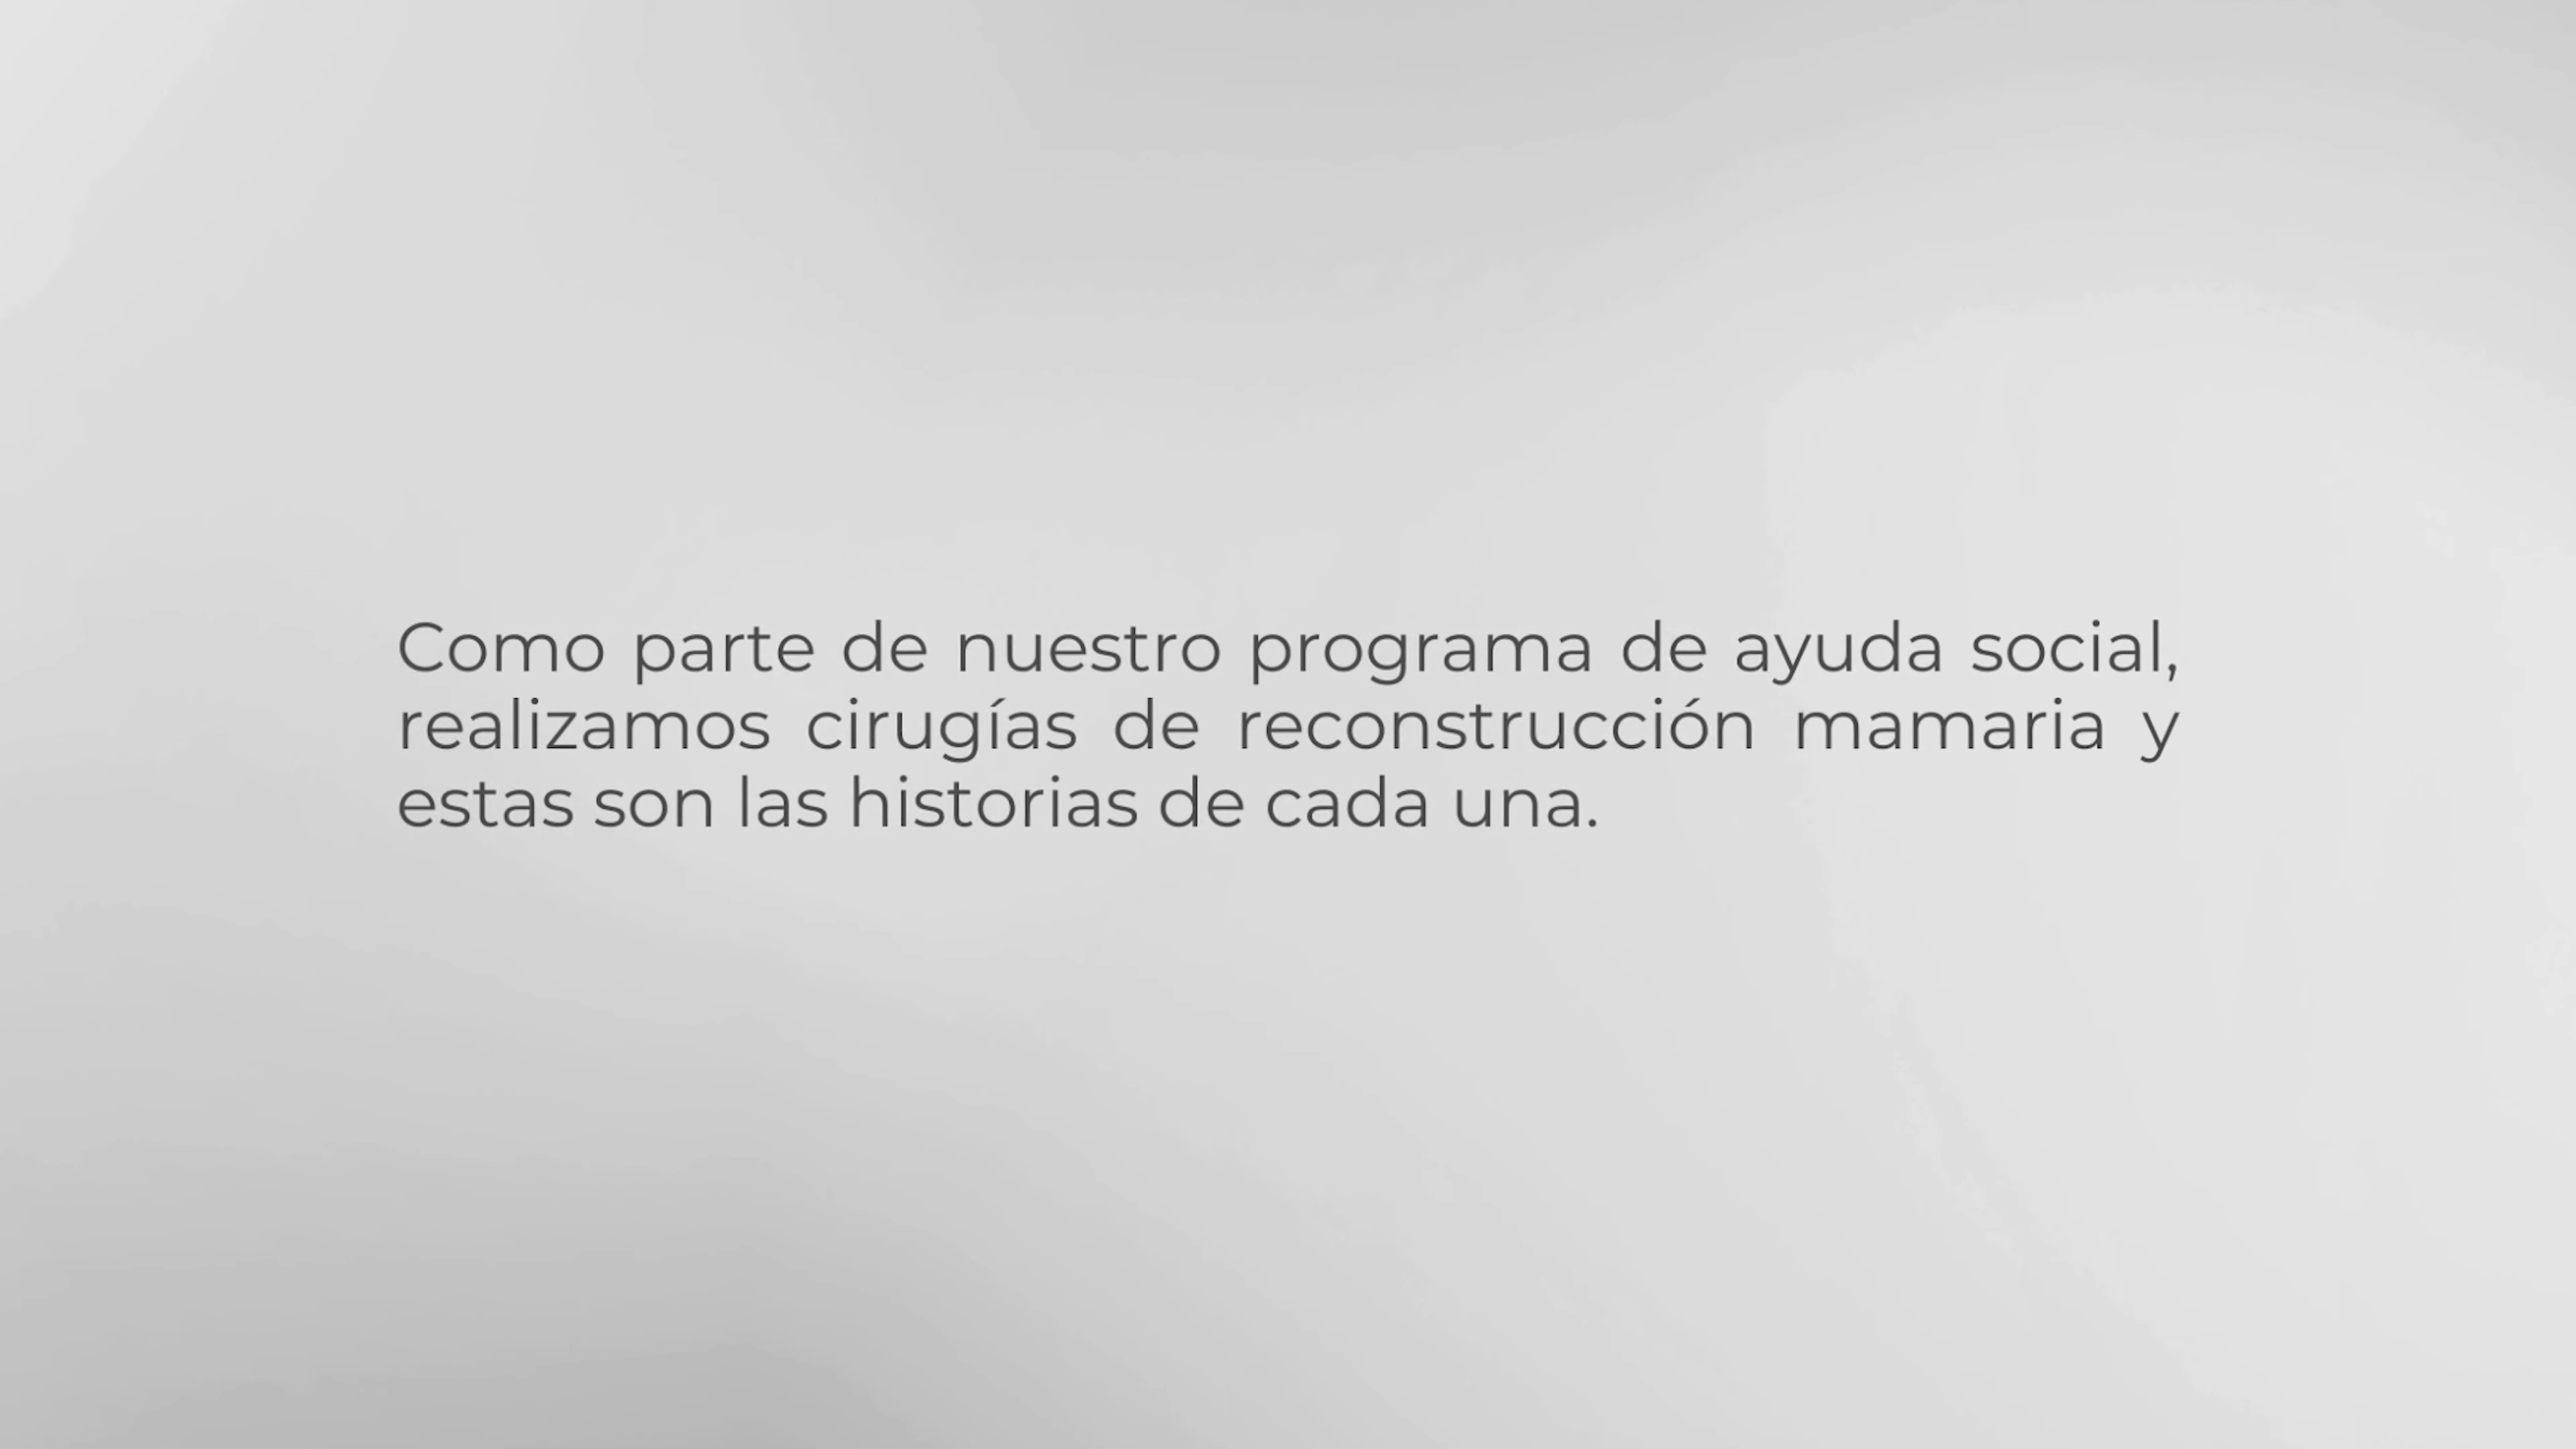 Como parte de nuestro programa de ayuda social,
realizamos cirugías de reconstrucción mamaria y
estas son las historias de cada una.